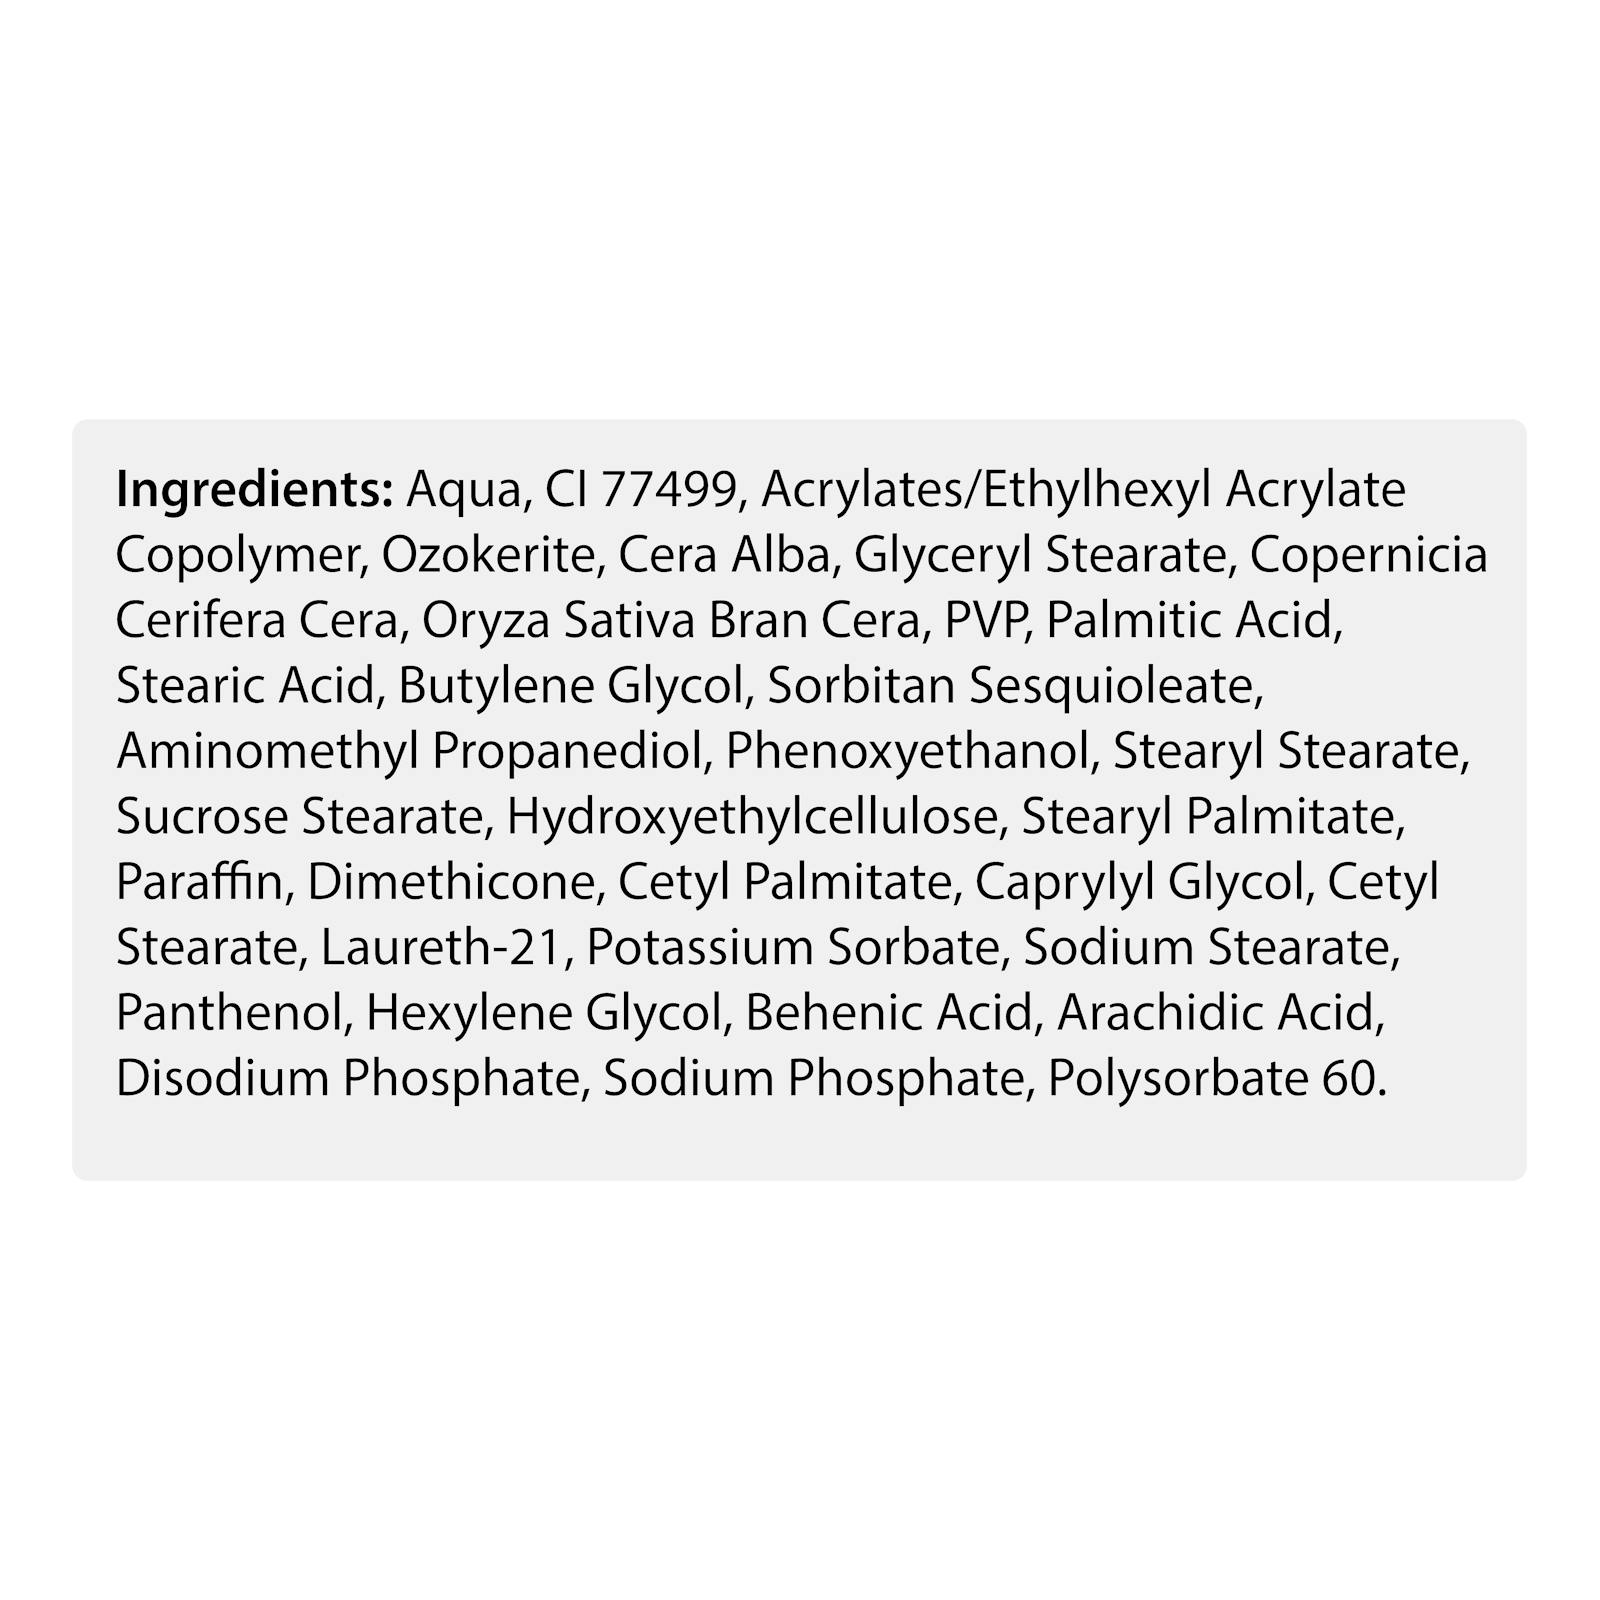 Ingredients: Aqua, CI 77499, Acrylates/Ethylhexyl Acrylate
Copolymer, Ozokerite, Cera Alba, Glyceryl Stearate, Copernicia
Cerifera Cera, Oryza Sativa Bran Cera, PVP, Palmitic Acid,
Stearic Acid, Butylene Glycol, Sorbitan Sesquioleate,
Aminomethyl Propanediol, Phenoxyethanol, Stearyl Stearate,
Sucrose Stearate, Hydroxyethylcellulose, Stearyl Palmitate,
Paraffin, Dimethicone, Cetyl Palmitate, Caprylyl Glycol, Cetyl
Stearate, Laureth-21, Potassium Sorbate, Sodium Stearate,
Panthenol, Hexylene Glycol, Behenic Acid, Arachidic Acid,
Disodium Phosphate, Sodium Phosphate, Polysorbate 60.